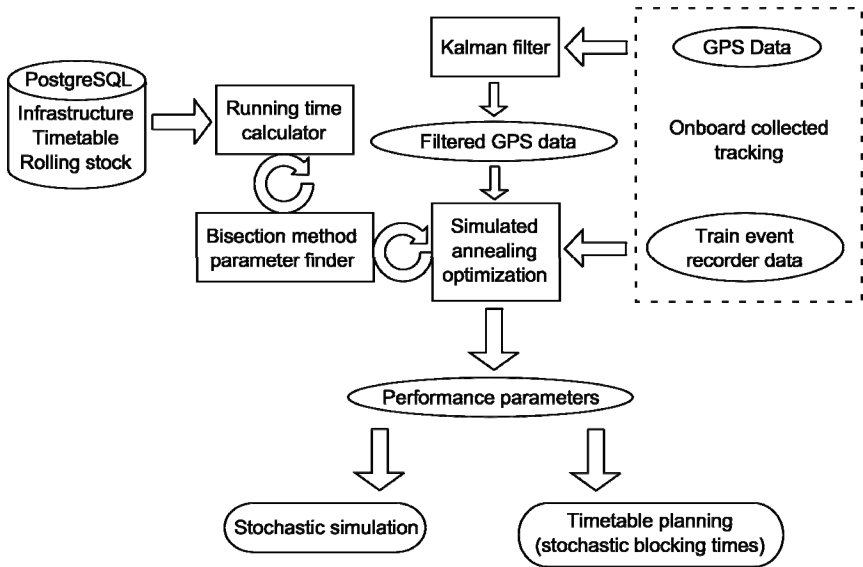 PostgreSQL
Infrastructure
Timetable
Rolling stock
Running time
calculator
Kalman filter
GPS Data
Filtered GPS data
Onboard collected
tracking
Bisection method
parameter finder
Simulated
annealing
optimization
Train event
recorder data
Performance parameters
Stochastic simulation
Timetable planning
(stochastic blocking times)